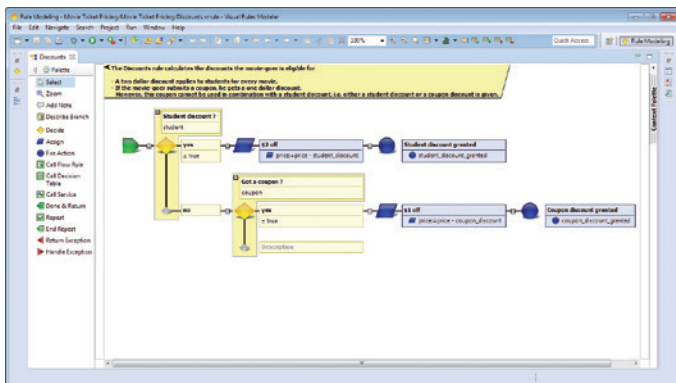 Rule Modeling - Movie Ticket Pricing/Movie Ticket Pricing/Discounts.vrrule - Visual Rules Modeler
File Edit Navigate Search Project Run Window Help
200%
Quick Access
Rule Modeling
Discounts
Palette
Select
Zoom
Add Note
Describe Branch
Decide
Assign
Fire Action
Call Flow Rule
Call Decision
Table
Call Service
Done & Return
Repeat
End Repeat
Return Exception
Handle Exception
The Discounts rule calculates the discounts the movie-goer is eligible for
- A two dollar discount applies to students for every movie.
- If the movie-goer submits a coupon, he gets a one dollar discount.
However, this coupon cannot be used in combination with a student discount, i.e. either a student discount or a coupon discount is given.
Student discount ?
student
yes
= true
$2 off
price:=price - student_discount
Student discount granted
student_discount_granted
Got a coupon ?
coupon
no
yes
= true
$1 off
price:=price - coupon_discount
Coupon discount granted
coupon_discount_granted
Description
Context Palette